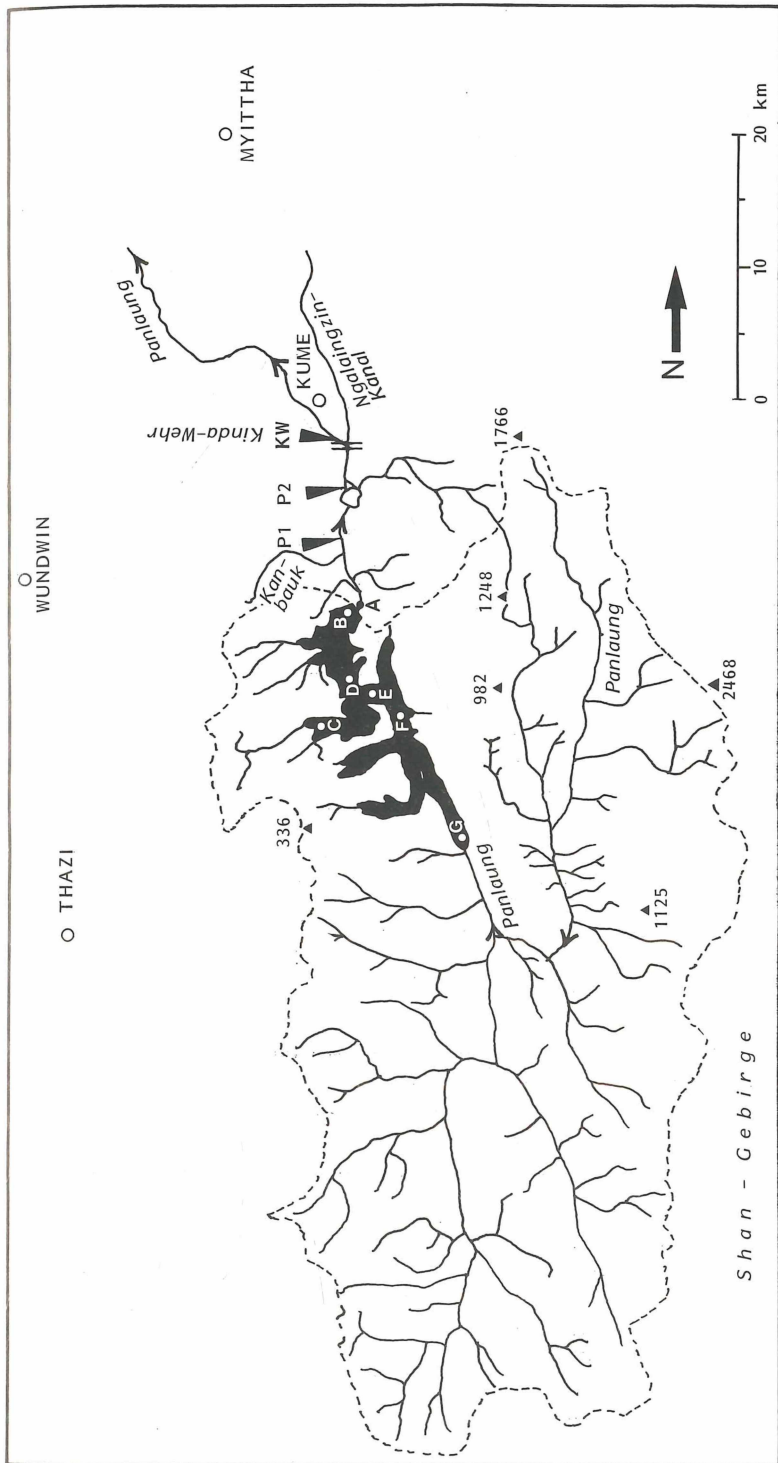 THAZI
WUNDWIN
MYITTHA
Panlaung
KUME
Ngalaingzin-
Kanal
Kinda-Wehr
KW
P2
P1
Kan-
bauk
A
B
C
D
E
F
G
336
Panlaung
982
1248
1766
Panlaung
1125
2468
Shan - Gebirge
N
0
10
20 km